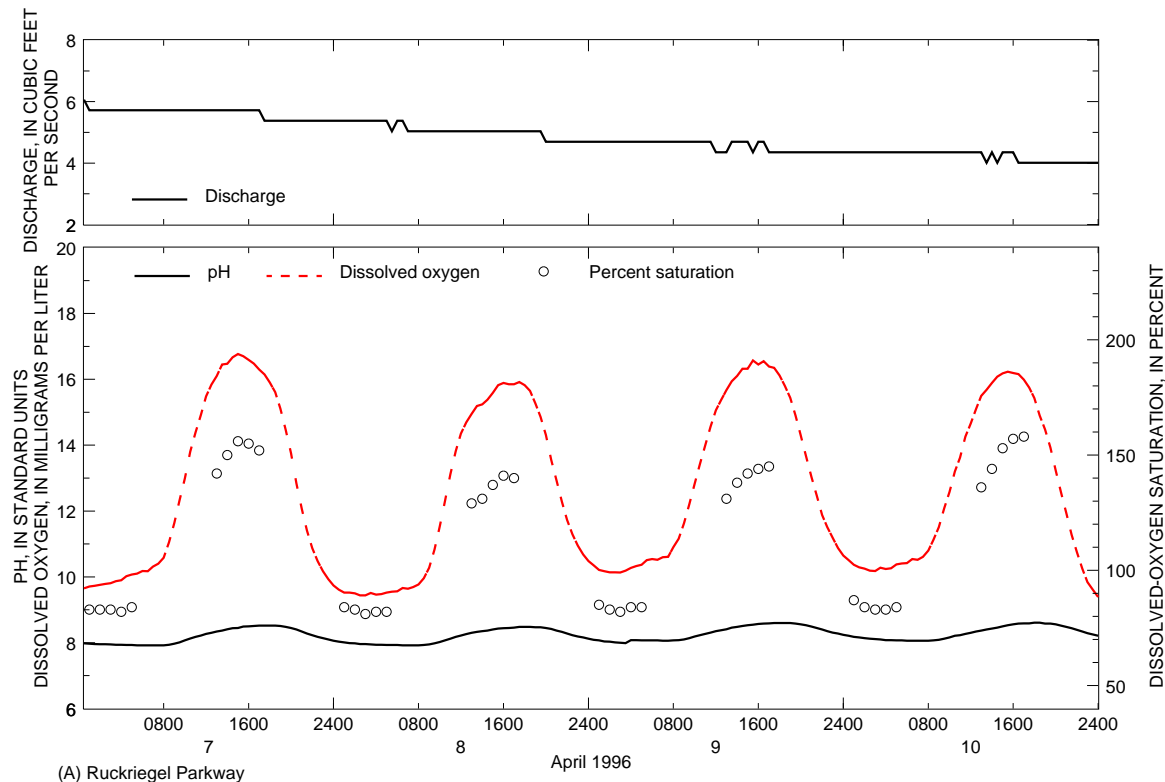 DISCHARGE, IN CUBIC FEET
PER SECOND
8
6
4
2
Discharge
PH, IN STANDARD UNITS
DISSOLVED OXYGEN, IN MILLIGRAMS PER LITER
20
18
16
14
12
10
8
6
pH
Dissolved oxygen
Percent saturation
200
150
100
50
DISSOLVED-OXYGEN SATURATION, IN PERCENT
0800 1600 2400 0800 1600 2400 0800 1600 2400 0800 1600 2400
7 8 9 10
April 1996
(A) Ruckriegel Parkway